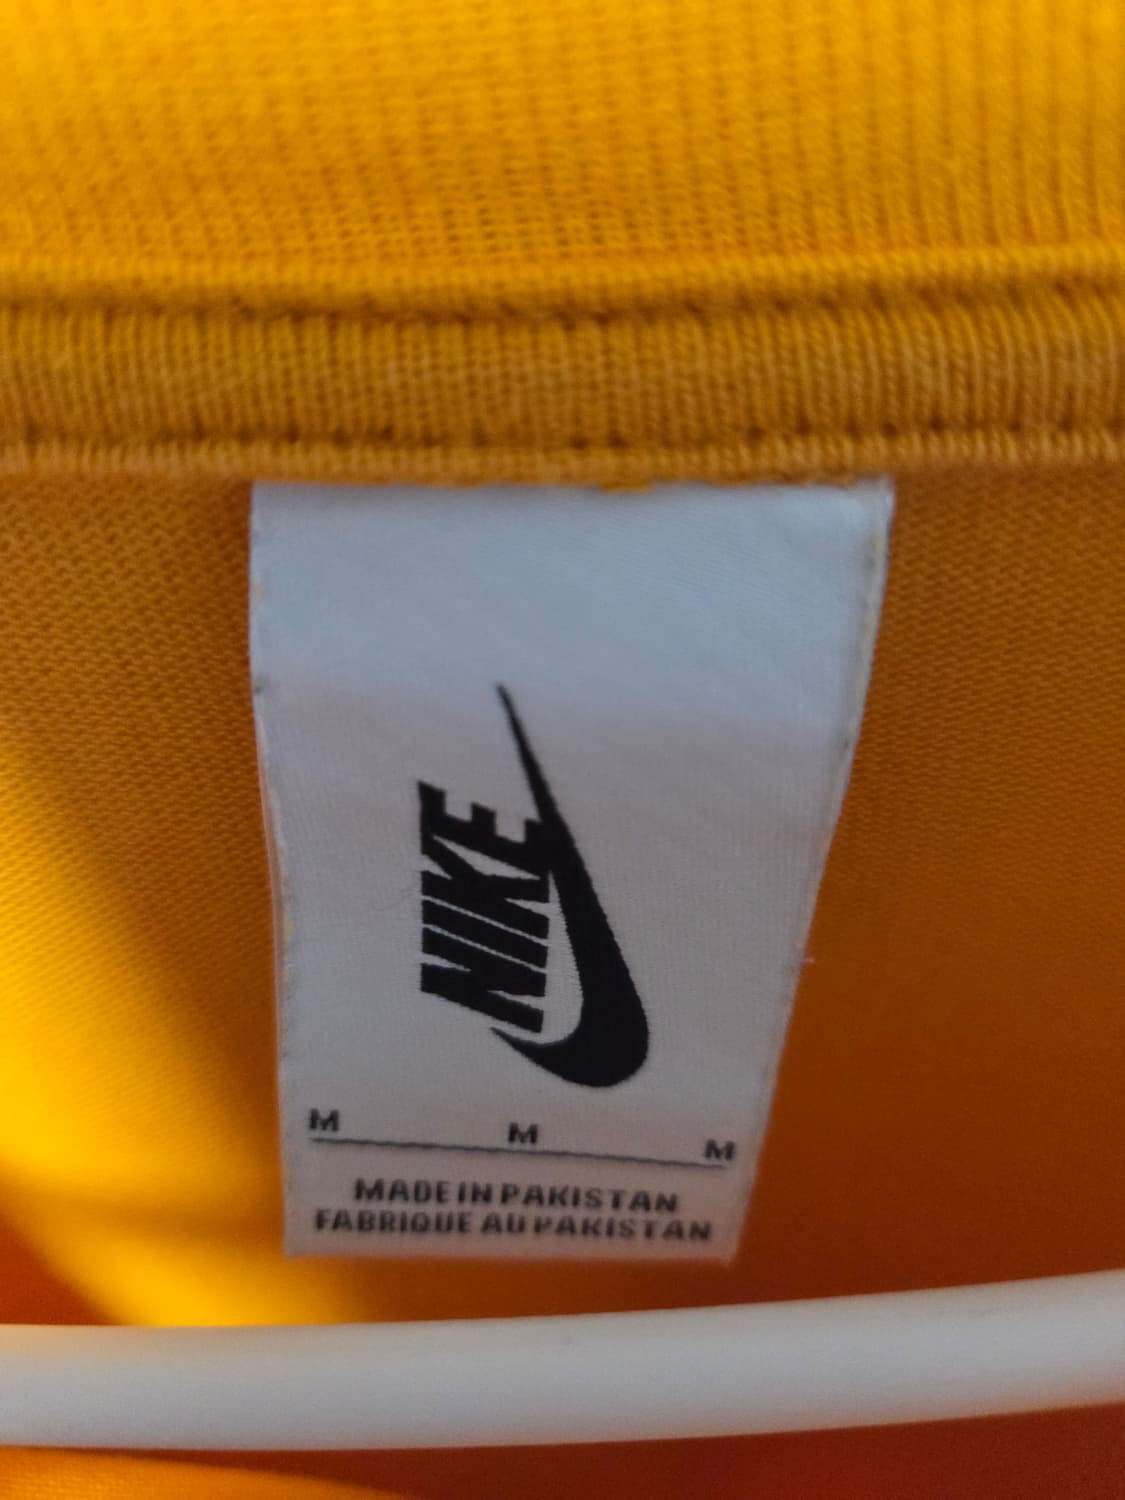 NIKE
M M M
MADE IN PAKISTAN
FABRIQUE AU PAKISTAN